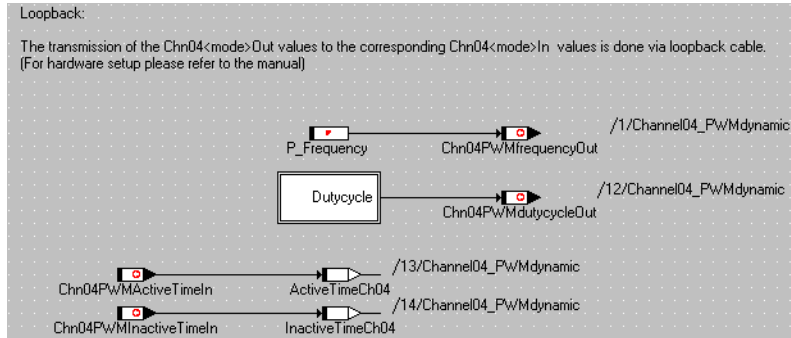 Loopback:
The transmission of the Chn04<mode>Out values to the corresponding Chn04<mode>In values is done via loopback cable.
(For hardware setup please refer to the manual)
/1/Channel04_PWMdynamic
P_Frequency
Chn04PWMfrequencyOut
Dutycycle
/12/Channel04_PWMdynamic
Chn04PWMdutycycleOut
/13/Channel04_PWMdynamic
Chn04PWMActiveTimeIn
ActiveTimeCh04
/14/Channel04_PWMdynamic
Chn04PWMInactiveTimeIn
InactiveTimeCh04